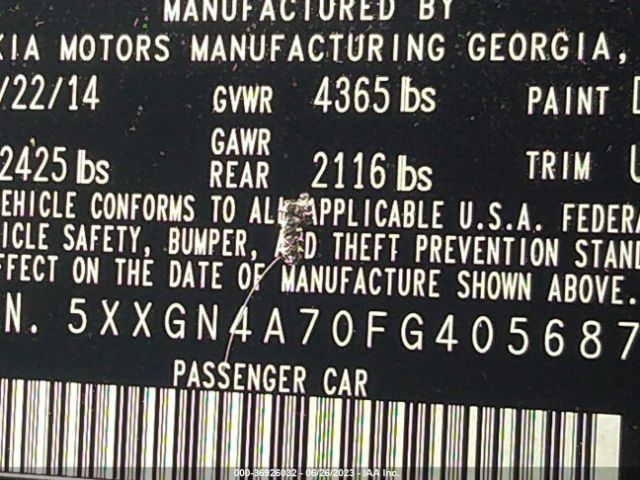 MANUFACTURED BY
KIA MOTORS MANUFACTURING GEORGIA,
/22/14 GVWR 4365 lbs PAINT
GAWR
2425 lbs REAR 2116 lbs TRIM
EHICLE CONFORMS TO ALL APPLICABLE U.S.A. FEDERA
ICLE SAFETY, BUMPER, AND THEFT PREVENTION STAN
FFECT ON THE DATE OF MANUFACTURE SHOWN ABOVE.
N. 5XXGN4A70FG405687
PASSENGER CAR
000-36926032 - 06/26/2023 - IAA Inc.